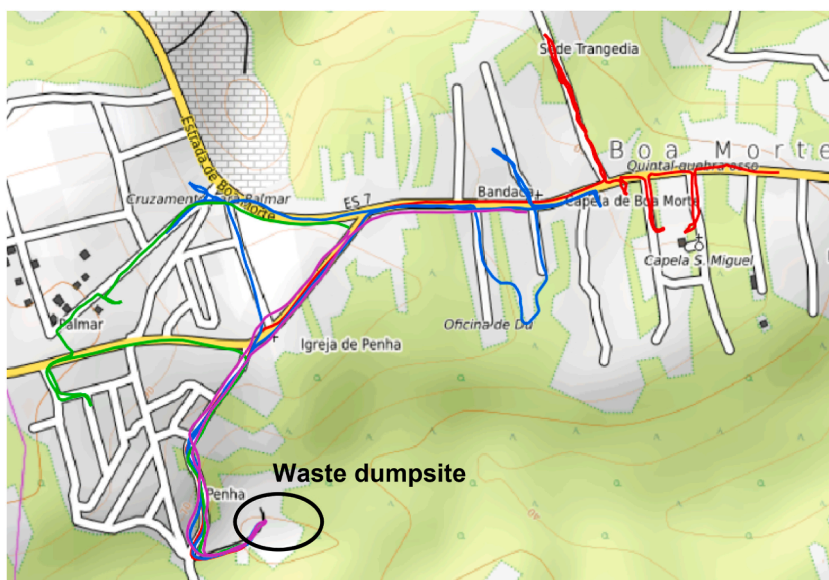 Sede Trangedia
Boa Morte
Quintal-quebra-osso
Estrada de Boa Morte
Cruzamento para Palmar
ES 7
Bandada
Capela de Boa Morte
Capela S. Miguel
Palmar
Igreja de Penha
Oficina de Du
Waste dumpsite
Penha